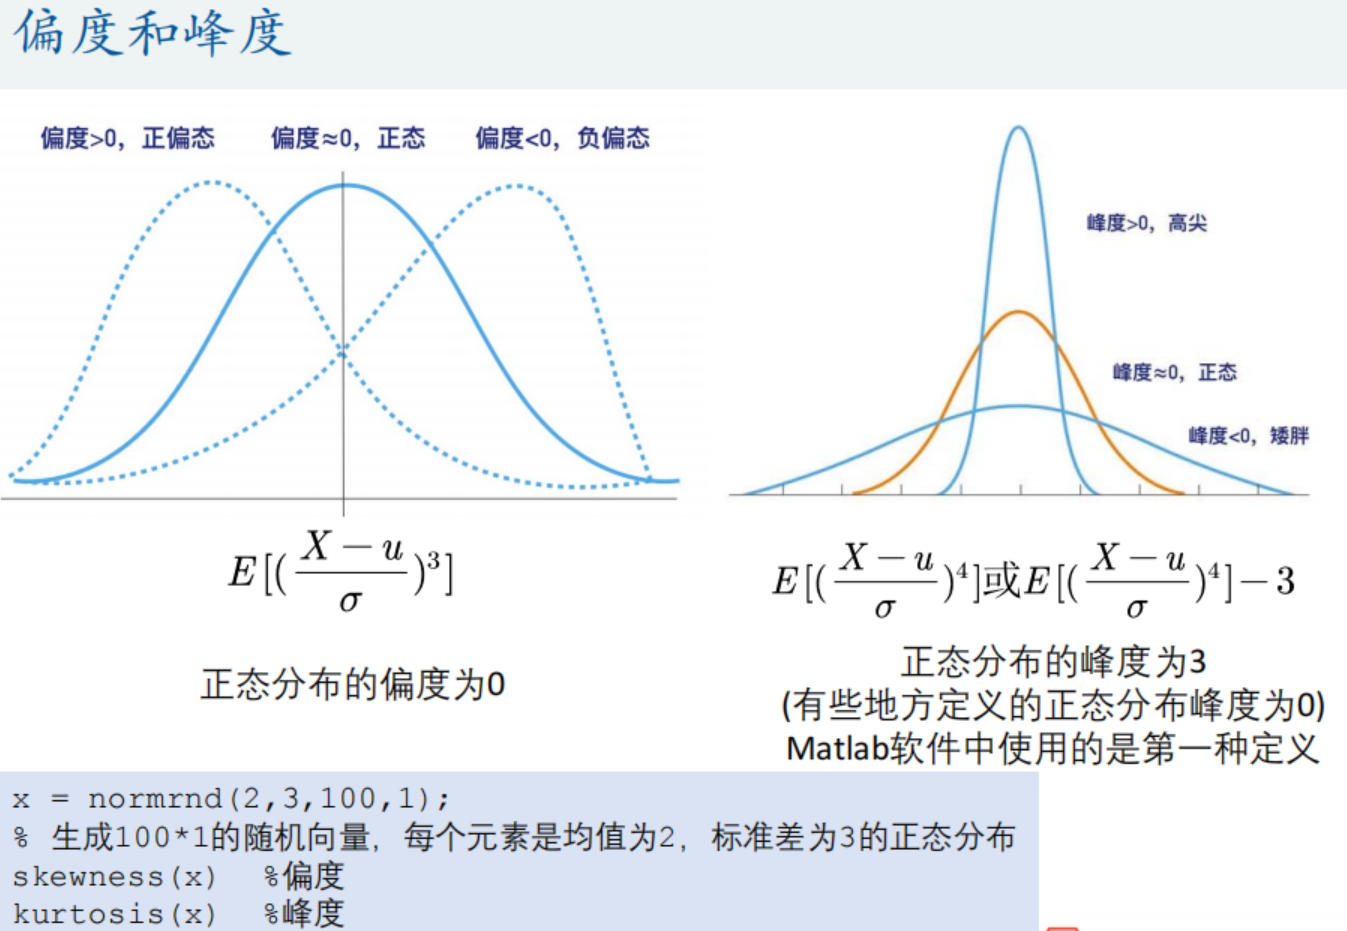 偏度和峰度
偏度>0，正偏态
偏度≈0，正态
偏度<0，负偏态
峰度>0，高尖
峰度≈0，正态
峰度<0，矮胖
E[(\frac{X-u}{σ})^3]
E[(\frac{X-u}{σ})^4]或E[(\frac{X-u}{σ})^4]-3
正态分布的偏度为0
正态分布的峰度为3
(有些地方定义的正态分布峰度为0)
Matlab软件中使用的是第一种定义
x = normrnd(2,3,100,1);
% 生成100*1的随机向量，每个元素是均值为2，标准差为3的正态分布
skewness(x) %偏度
kurtosis(x) %峰度